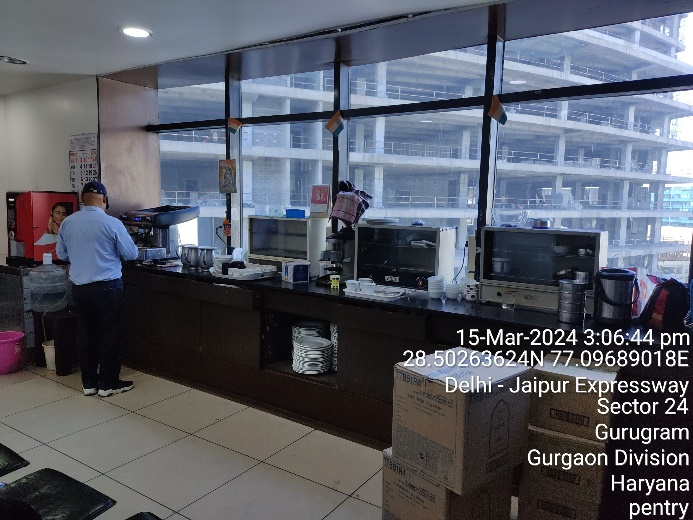 15-Mar-2024 3:06:44 pm
28.50263624N 77.09689018E
Delhi - Jaipur Expressway
Sector 24
Gurugram
Gurgaon Division
Haryana
pentry